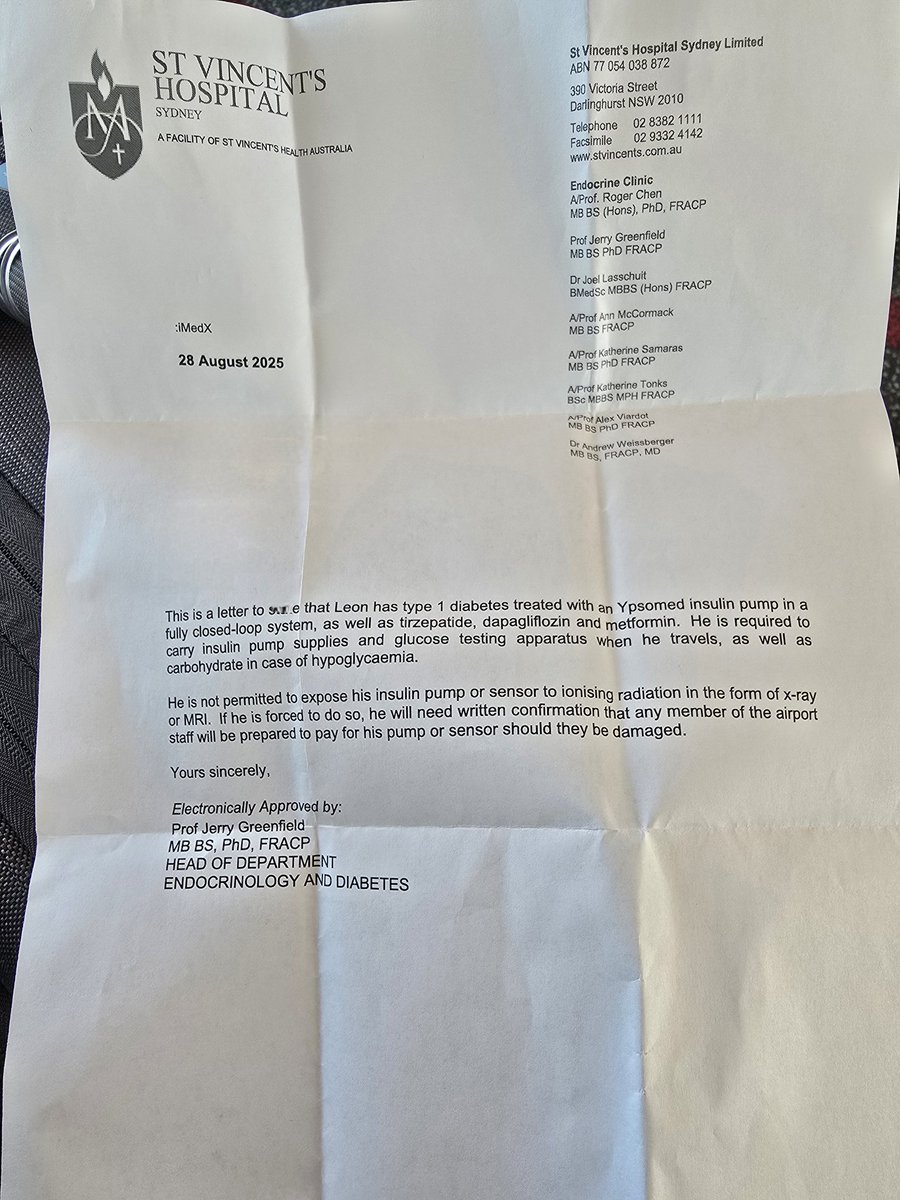 ST VINCENT'S
HOSPITAL
SYDNEY
A FACILITY OF ST VINCENT'S HEALTH AUSTRALIA
St Vincent's Hospital Sydney Limited
ABN 77 054 038 872
390 Victoria Street
Darlinghurst NSW 2010
Telephone 02 8382 1111
Facsimile 02 9332 4142
www.stvincents.com.au
Endocrine Clinic
A/Prof. Roger Chen
MB BS (Hons), PhD, FRACP
Prof Jerry Greenfield
MB BS PhD FRACP
Dr Joel Lasschuit
BMedSc MBBS (Hons) FRACP
A/Prof Ann McCormack
MB BS FRACP
A/Prof Katherine Samaras
MB BS PhD FRACP
A/Prof Katherine Tonks
BSc MBBS MPH FRACP
A/Prof Alex Viardot
MB BS PhD FRACP
Dr Andrew Weissberger
MB BS, FRACP, MD
:iMedX
28 August 2025
This is a letter to that Leon has type 1 diabetes treated with an Ypsomed insulin pump in a
fully closed-loop system, as well as tirzepatide, dapagliflozin and metformin. He is required to
carry insulin pump supplies and glucose testing apparatus when he travels, as well as
carbohydrate in case of hypoglycaemia.
He is not permitted to expose his insulin pump or sensor to ionising radiation in the form of x-ray
or MRI. If he is forced to do so, he will need written confirmation that any member of the airport
staff will be prepared to pay for his pump or sensor should they be damaged.
Yours sincerely,
Electronically Approved by:
Prof Jerry Greenfield
MB BS, PhD, FRACP
HEAD OF DEPARTMENT
ENDOCRINOLOGY AND DIABETES